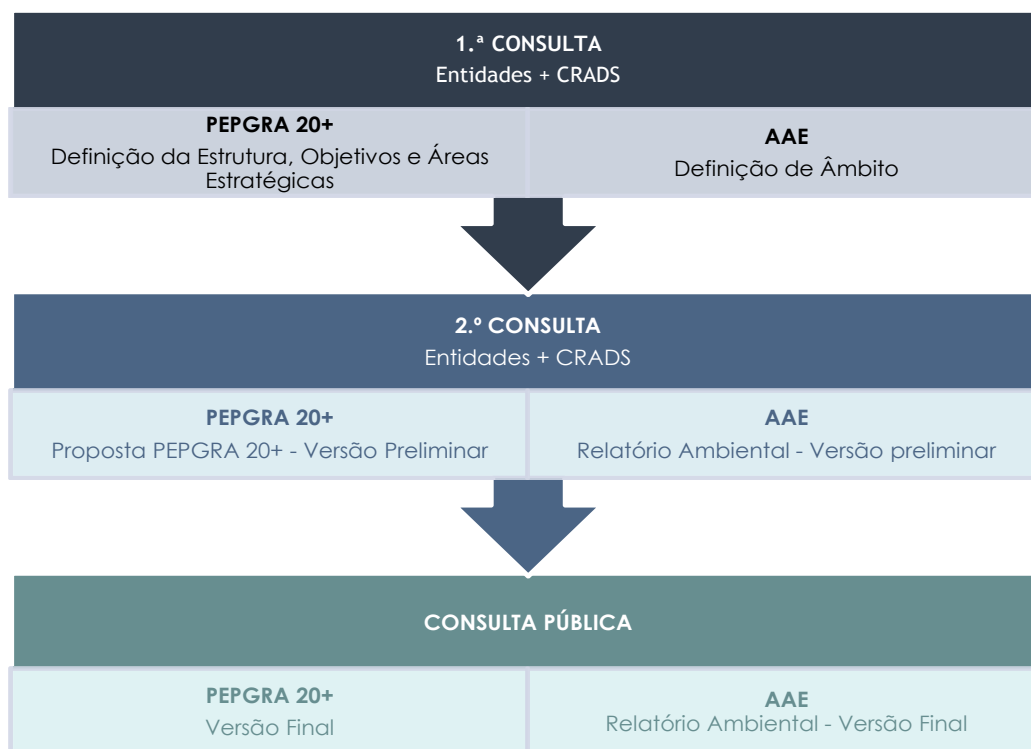 1.ª CONSULTA
Entidades + CRADS
PEPGRA 20+
Definição da Estrutura, Objetivos e Áreas
Estratégicas
AAE
Definição de Âmbito
2.º CONSULTA
Entidades + CRADS
PEPGRA 20+
Proposta PEPGRA 20+ - Versão Preliminar
AAE
Relatório Ambiental - Versão preliminar
CONSULTA PÚBLICA
PEPGRA 20+
Versão Final
AAE
Relatório Ambiental - Versão Final